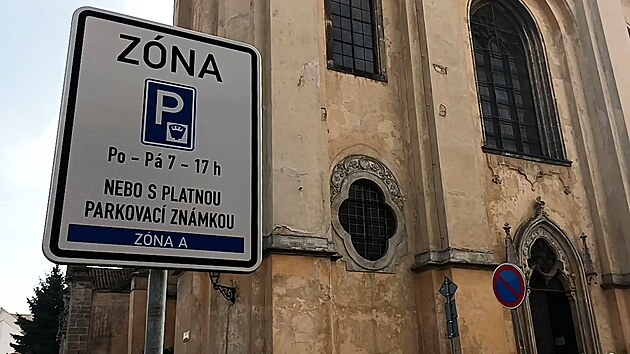 ZÓNA
P
Po – Pá 7 – 17 h
NEBO S PLATNOU
PARKOVACÍ ZNÁMKOU
ZÓNA A